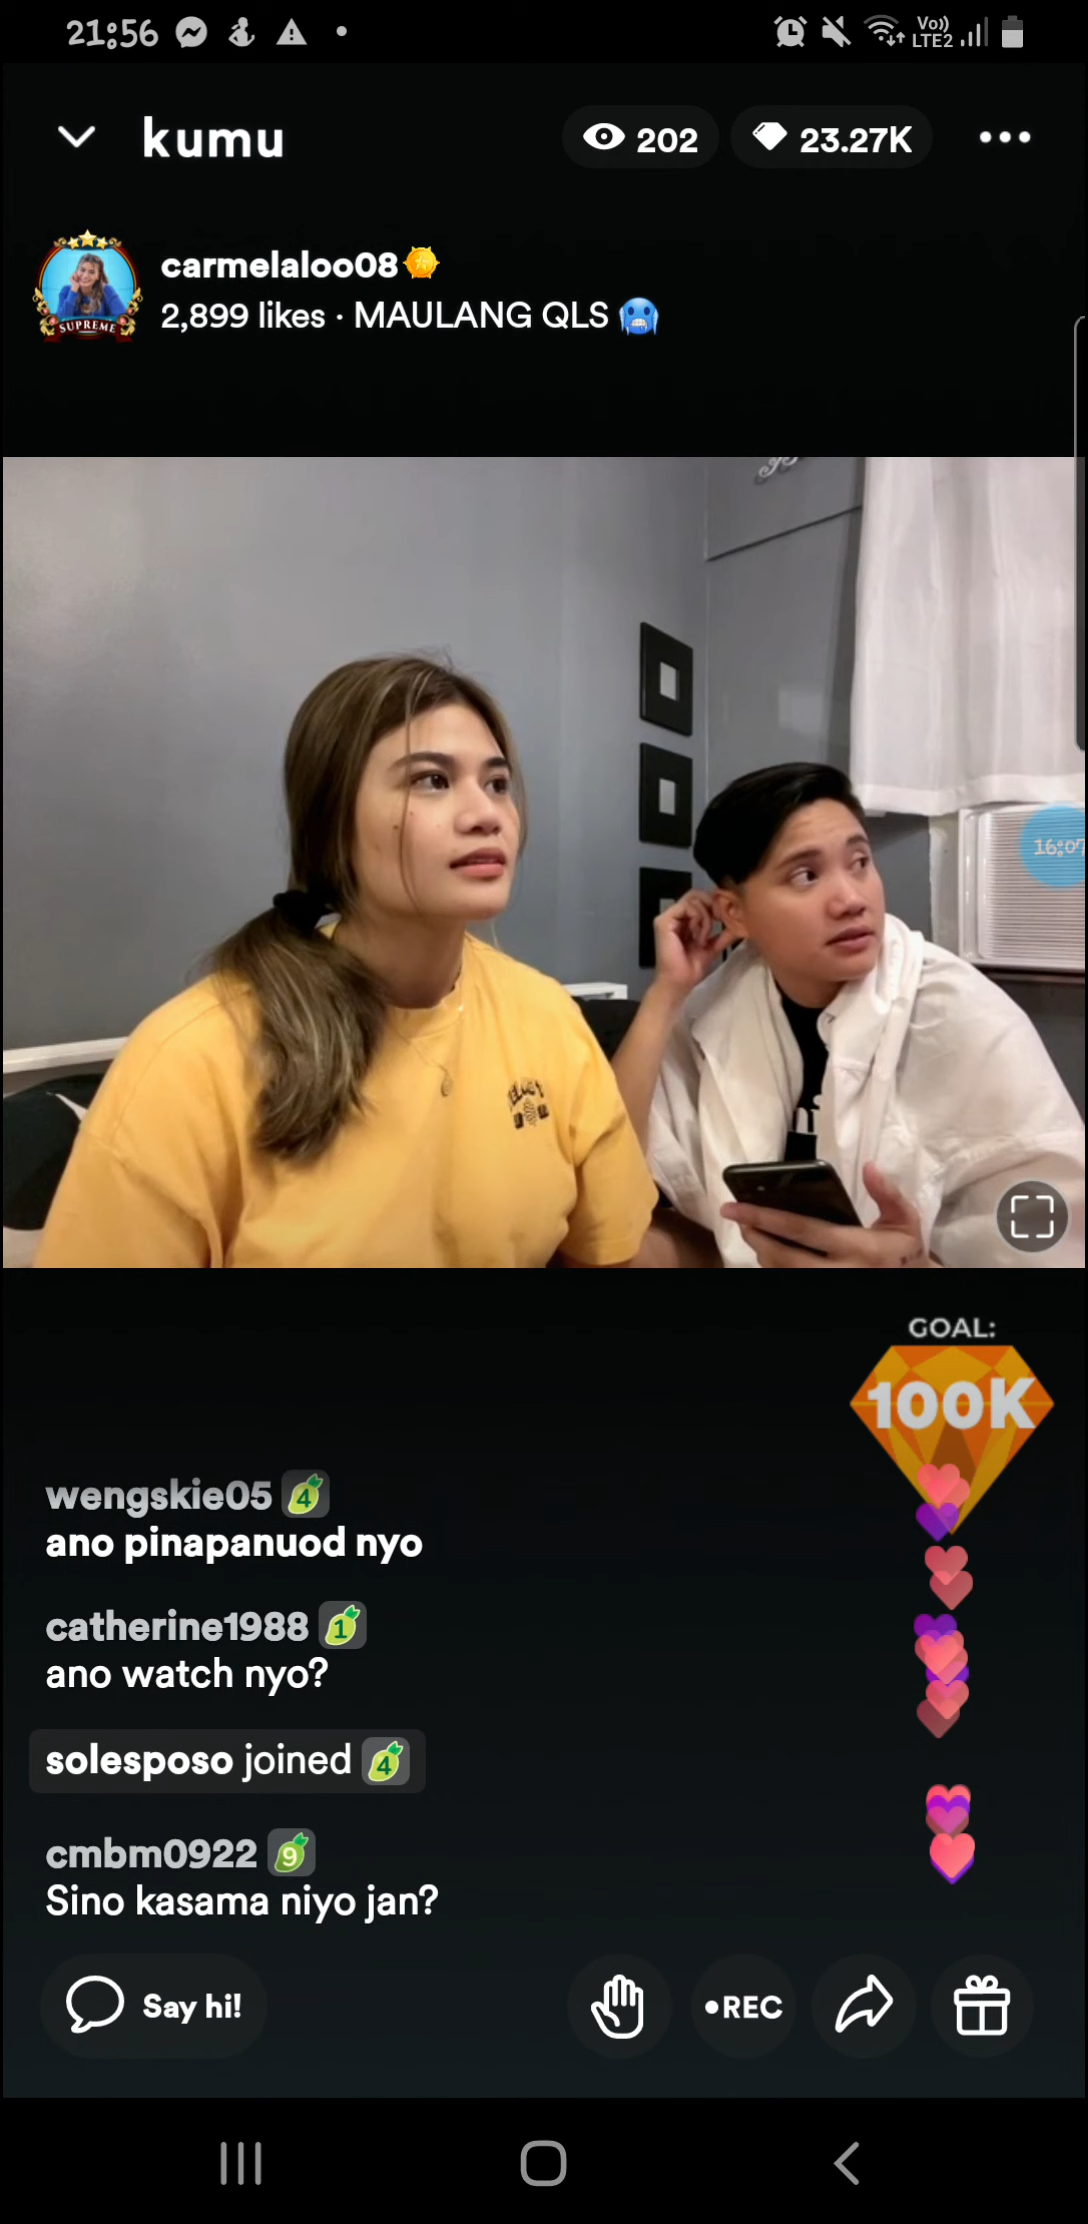 21:56
Vo))
LTE2
kumu
202
23.27K
carmelaloo08
2,899 likes · MAULANG QLS
SUPREME
16:07
GOAL:
100K
wengskie05 4
ano pinapanuod nyo
catherine1988 1
ano watch nyo?
solesposo joined 4
cmbm0922 9
Sino kasama niyo jan?
Say hi!
•REC